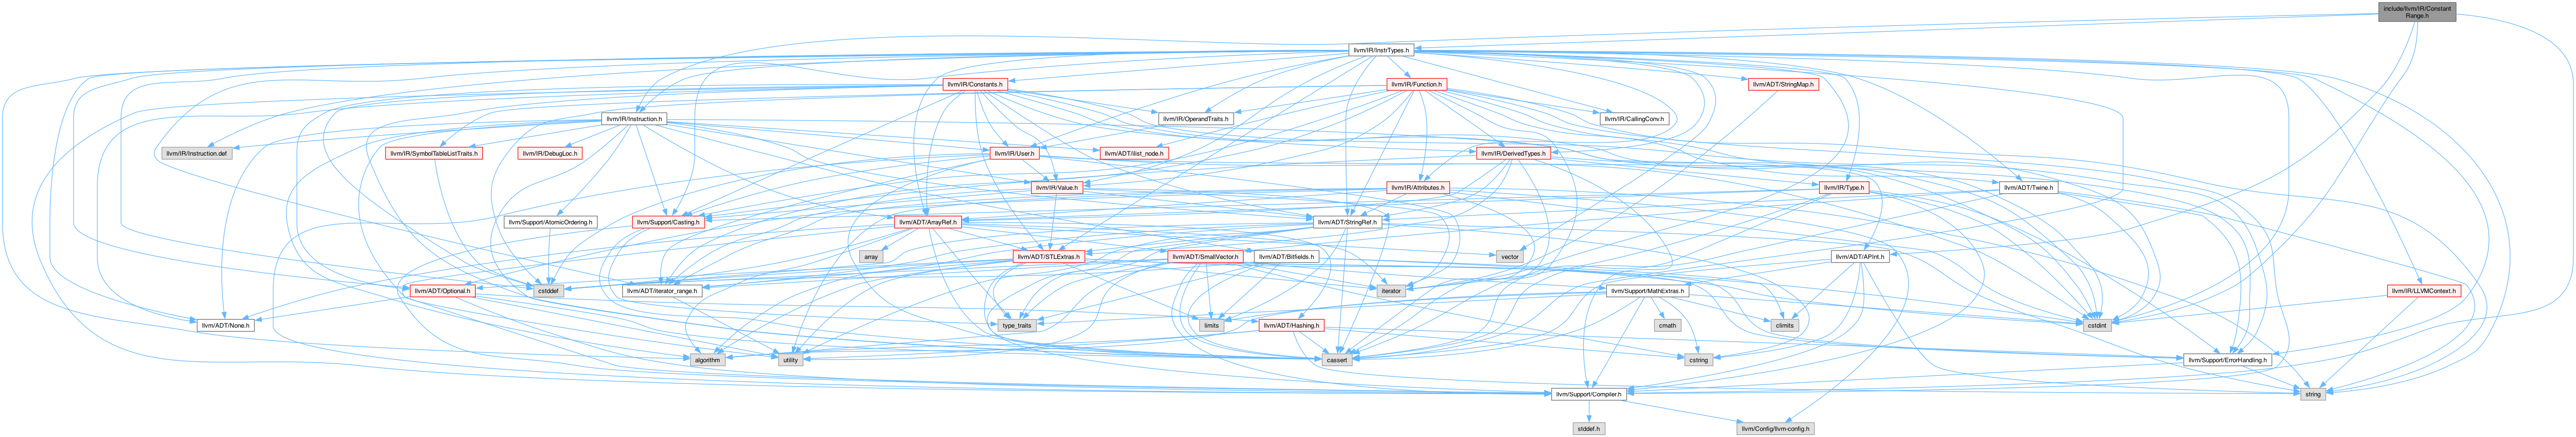 include/llvm/IR/Constant
Range.h
llvm/IR/InstrTypes.h
llvm/IR/Constants.h
llvm/IR/Function.h
llvm/ADT/StringMap.h
llvm/IR/Instruction.h
llvm/IR/OperandTraits.h
llvm/IR/CallingConv.h
llvm/IR/Instruction.def
llvm/IR/SymbolTableListTraits.h
llvm/IR/DebugLoc.h
llvm/IR/User.h
llvm/ADT/ilist_node.h
llvm/IR/DerivedTypes.h
llvm/IR/Value.h
llvm/IR/Attributes.h
llvm/IR/Type.h
llvm/ADT/Twine.h
llvm/Support/AtomicOrdering.h
llvm/Support/Casting.h
llvm/ADT/ArrayRef.h
llvm/ADT/StringRef.h
array
llvm/ADT/STLExtras.h
llvm/ADT/SmallVector.h
llvm/ADT/Bitfields.h
vector
llvm/ADT/APInt.h
llvm/ADT/Optional.h
cstddef
llvm/ADT/iterator_range.h
iterator
llvm/Support/MathExtras.h
llvm/IR/LLVMContext.h
llvm/ADT/None.h
type_traits
limits
llvm/ADT/Hashing.h
cmath
climits
cstdint
algorithm
utility
cassert
cstring
llvm/Support/ErrorHandling.h
llvm/Support/Compiler.h
string
stddef.h
llvm/Config/llvm-config.h